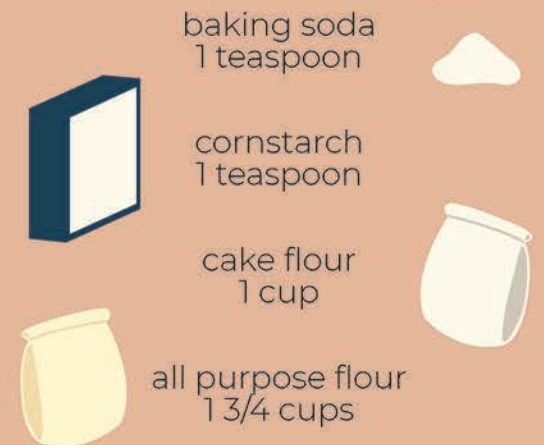 baking soda
1 teaspoon
cornstarch
1 teaspoon
cake flour
1 cup
all purpose flour
1 3/4 cups